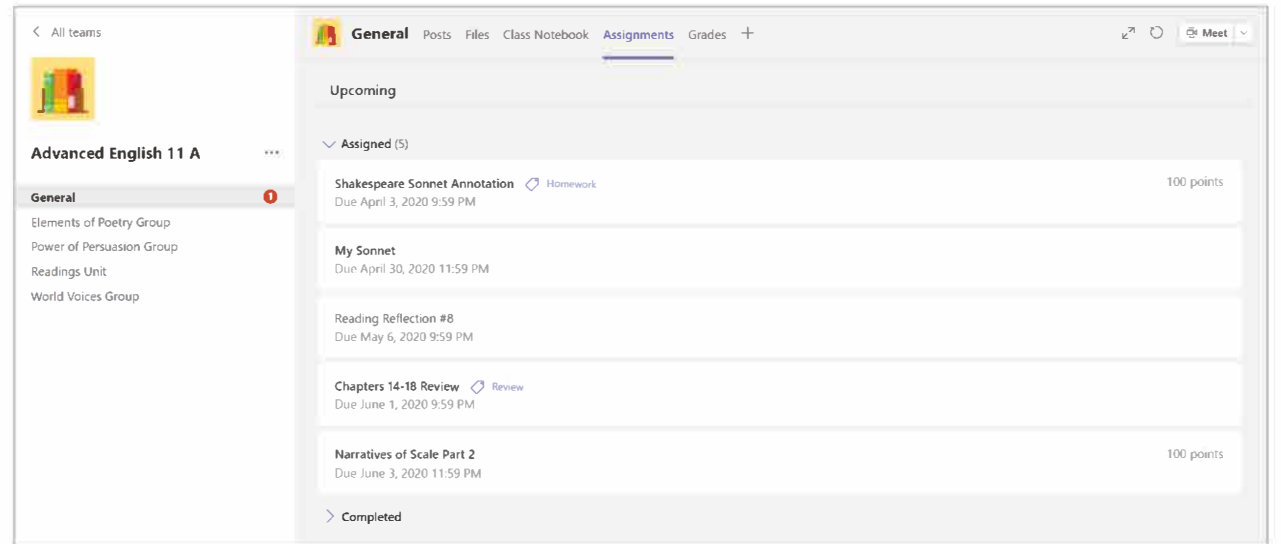 All teams
Advanced English 11 A
General 1
Elements of Poetry Group
Power of Persuasion Group
Readings Unit
World Voices Group
General Posts Files Class Notebook Assignments Grades Meet
Upcoming
Assigned (5)
Shakespeare Sonnet Annotation Homework 100 points
Due April 3, 2020 9:59 PM
My Sonnet
Due April 30, 2020 11:59 PM
Reading Reflection #8
Due May 6, 2020 9:59 PM
Chapters 14-18 Review Review
Due June 1, 2020 9:59 PM
Narratives of Scale Part 2 100 points
Due June 3, 2020 11:59 PM
Completed